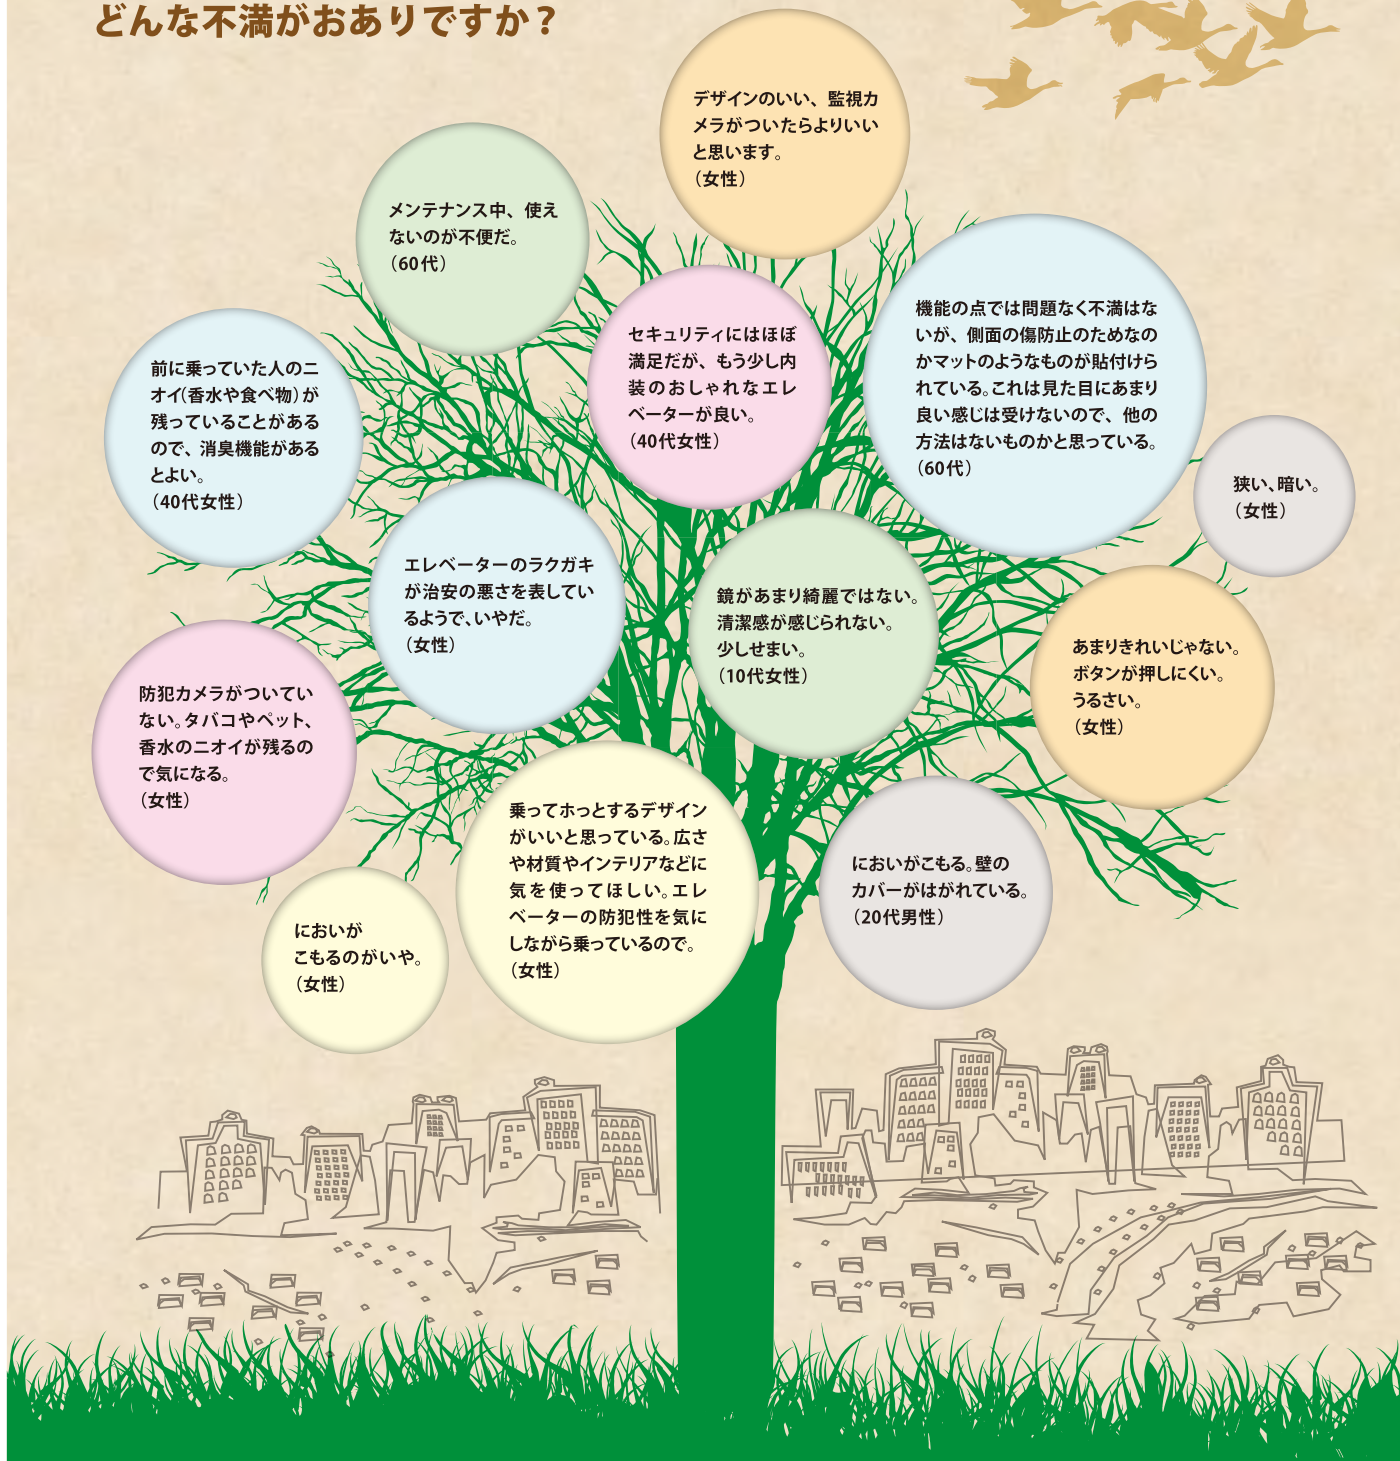 どんな不満がおありですか？
デザインのいい、監視カ
メラがついたらよりいい
と思います。
（女性）
メンテナンス中、使え
ないのが不便だ。
（60代）
セキュリティにはほぼ
満足だが、もう少し内
装のおしゃれなエレ
ベーターが良い。
（40代女性）
機能の点では問題なく不満はな
いが、側面の傷防止のためなの
かマットのようなものが貼付けら
れている。これは見た目にあまり
良い感じは受けないので、他の
方法はないものかと思っている。
（60代）
前に乗っていた人のニ
オイ（香水や食べ物）が
残っていることがある
ので、消臭機能がある
とよい。
（40代女性）
狭い、暗い。
（女性）
エレベーターのラクガキ
が治安の悪さを表してい
るようで、いやだ。
（女性）
鏡があまり綺麗ではない。
清潔感が感じられない。
少しせまい。
（10代女性）
あまりきれいじゃない。
ボタンが押しにくい。
うるさい。
（女性）
防犯カメラがついてい
ない。タバコやペット、
香水のニオイが残るの
で気になる。
（女性）
乗ってホっとするデザイン
がいいと思っている。広さ
や材質やインテリアなどに
気を使ってほしい。エレ
ベーターの防犯性を気に
しながら乗っているので。
（女性）
においがこもる。壁の
カバーがはがれている。
（20代男性）
においが
こもるのがいや。
（女性）